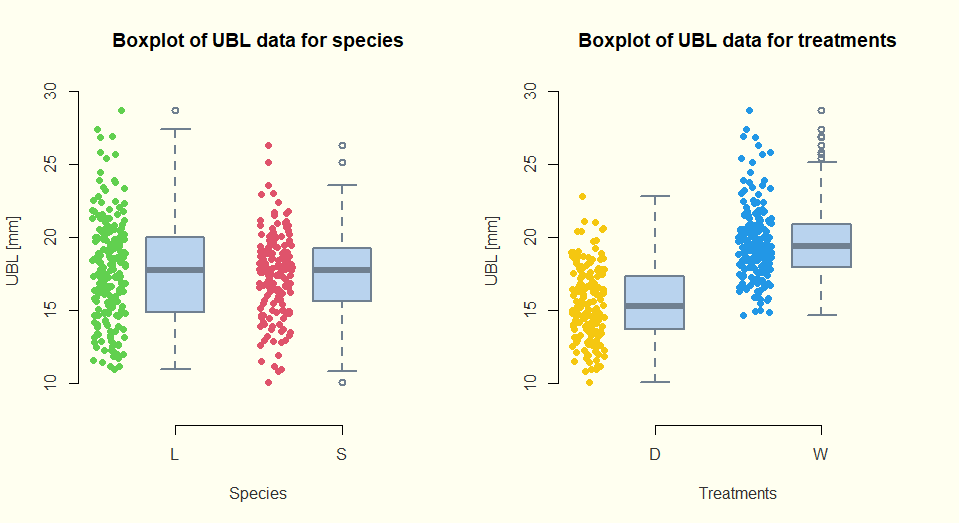 Boxplot of UBL data for species
30
25
20
15
10
UBL [mm]
L
S
Species
Boxplot of UBL data for treatments
30
25
20
15
10
UBL [mm]
D
W
Treatments